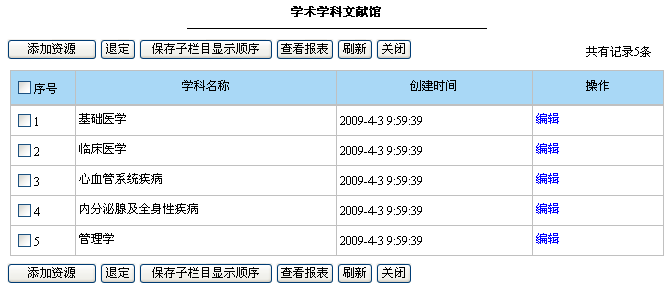 学术学科文献馆
添加资源 退定 保存子栏目显示顺序 查看报表 刷新 关闭 共有记录5条
序号 学科名称 创建时间 操作
1 基础医学 2009-4-3 9:59:39 编辑
2 临床医学 2009-4-3 9:59:39 编辑
3 心血管系统疾病 2009-4-3 9:59:39 编辑
4 内分泌腺及全身性疾病 2009-4-3 9:59:39 编辑
5 管理学 2009-4-3 9:59:39 编辑
添加资源 退定 保存子栏目显示顺序 查看报表 刷新 关闭